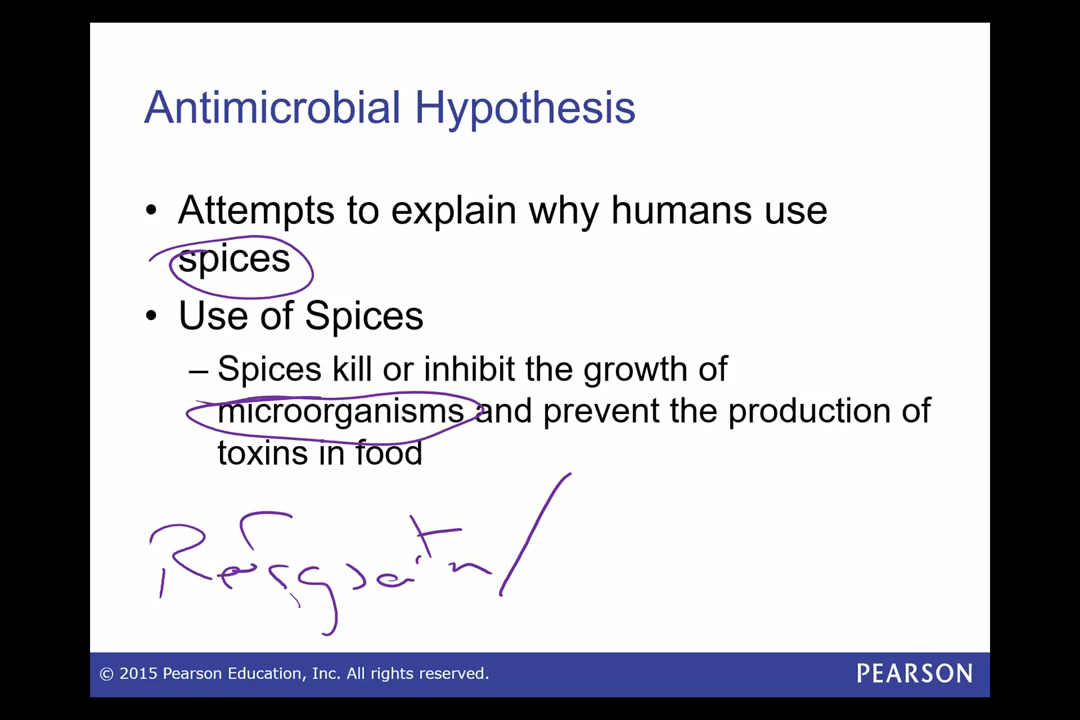 Antimicrobial Hypothesis
• Attempts to explain why humans use
spices
• Use of Spices
– Spices kill or inhibit the growth of
microorganisms and prevent the production of
toxins in food
© 2015 Pearson Education, Inc. All rights reserved.
PEARSON